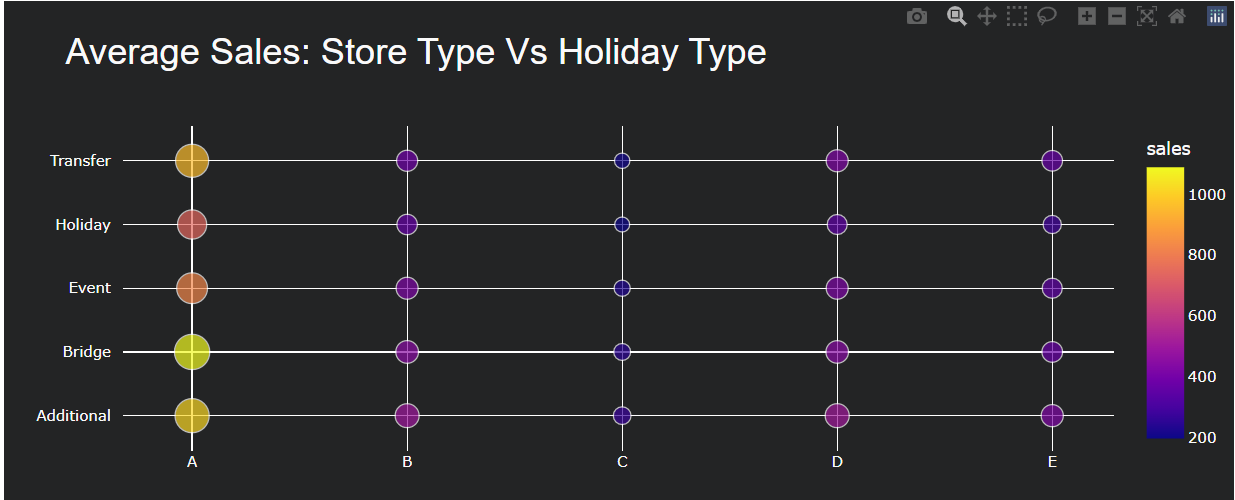 Average Sales: Store Type Vs Holiday Type
Transfer
Holiday
Event
Bridge
Additional
A B C D E
sales
1000
800
600
400
200